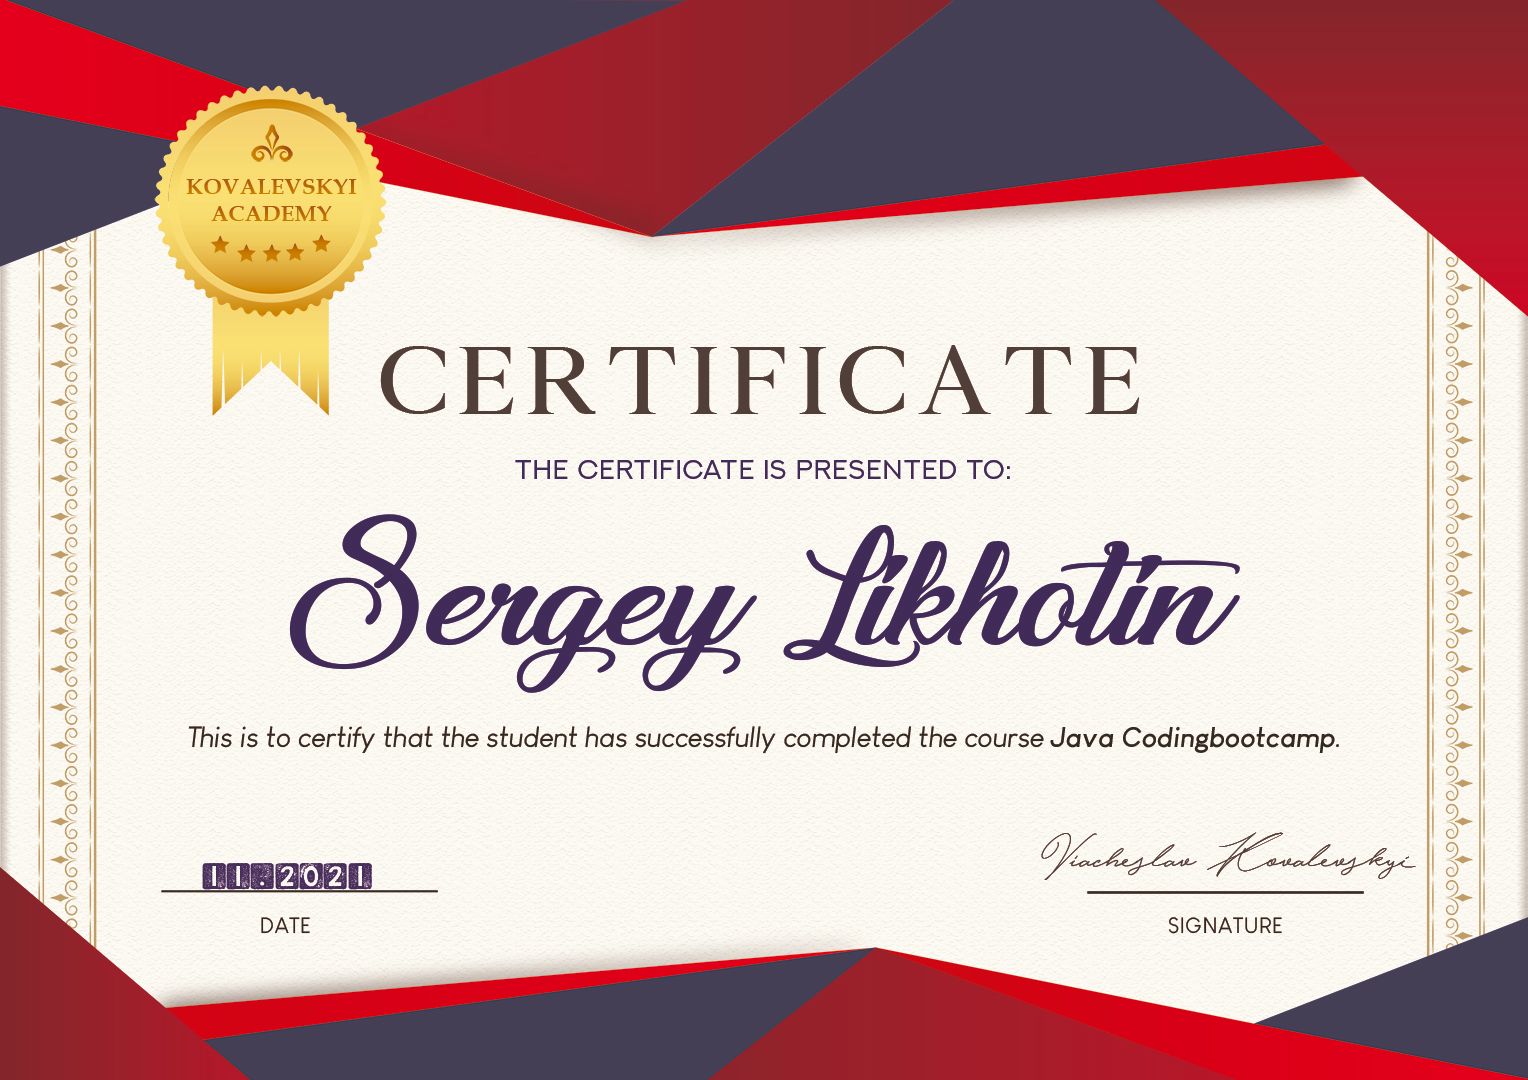 KOVALEVSKYI
ACADEMY
CERTIFICATE
THE CERTIFICATE IS PRESENTED TO:
Sergey Likhotin
This is to certify that the student has successfully completed the course Java Codingbootcamp.
11.2021
DATE
Viacheslav Kovalevskyi
SIGNATURE